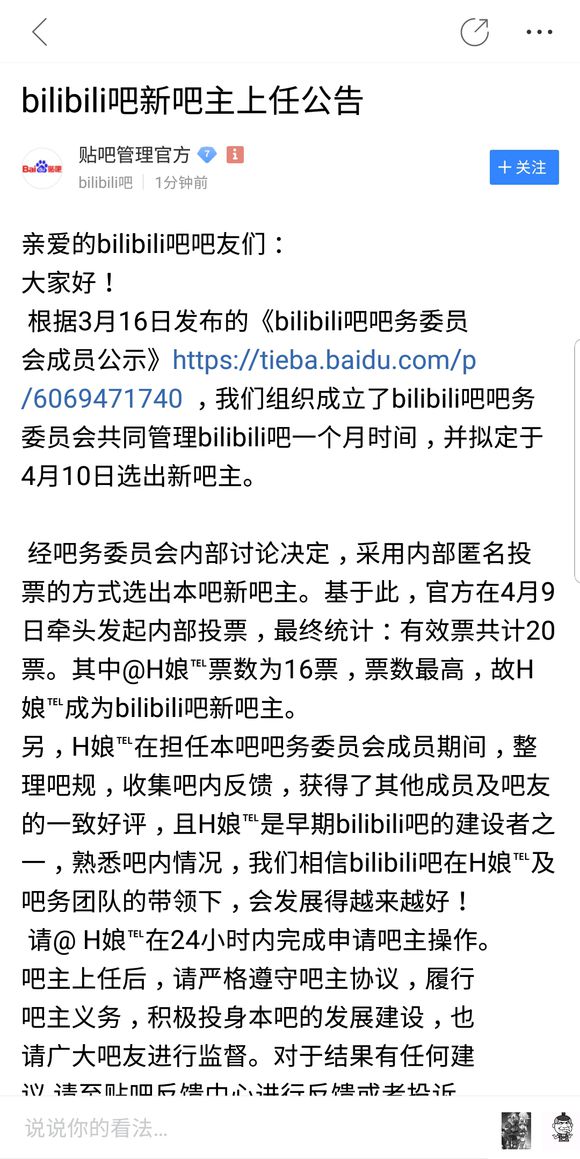 bilibili吧新吧主上任公告
Bai 贴吧
贴吧管理官方 7
bilibili吧 1分钟前
+ 关注
亲爱的bilibili吧吧友们：
大家好！
根据3月16日发布的《bilibili吧吧务委员
会成员公示》https://tieba.baidu.com/p
/6069471740 ，我们组织成立了bilibili吧吧务
委员会共同管理bilibili吧一个月时间，并拟定于
4月10日选出新吧主。
经吧务委员会内部讨论决定，采用内部匿名投
票的方式选出本吧新吧主。基于此，官方在4月9
日牵头发起内部投票，最终统计：有效票共计20
票。其中@H娘℡票数为16票，票数最高，故H
娘℡成为bilibili吧新吧主。
另，H娘℡在担任本吧吧务委员会成员期间，整
理吧规，收集吧内反馈，获得了其他成员及吧友
的一致好评，且H娘℡是早期bilibili吧的建设者之
一，熟悉吧内情况，我们相信bilibili吧在H娘℡及
吧务团队的带领下，会发展得越来越好！
请@ H娘℡在24小时内完成申请吧主操作。
吧主上任后，请严格遵守吧主协议，履行
吧主义务，积极投身本吧的发展建设，也
请广大吧友进行监督。对于结果有任何建
议,请至贴吧反馈中心进行反馈或者投诉
说说你的看法...